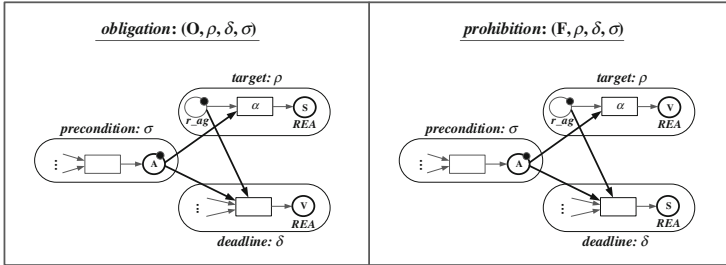 obligation: (O, ρ, δ, σ)
target: ρ
r_ag
α
S
REA
precondition: σ
...
A
...
V
REA
deadline: δ
prohibition: (F, ρ, δ, σ)
target: ρ
r_ag
α
V
REA
precondition: σ
...
A
...
S
REA
deadline: δ